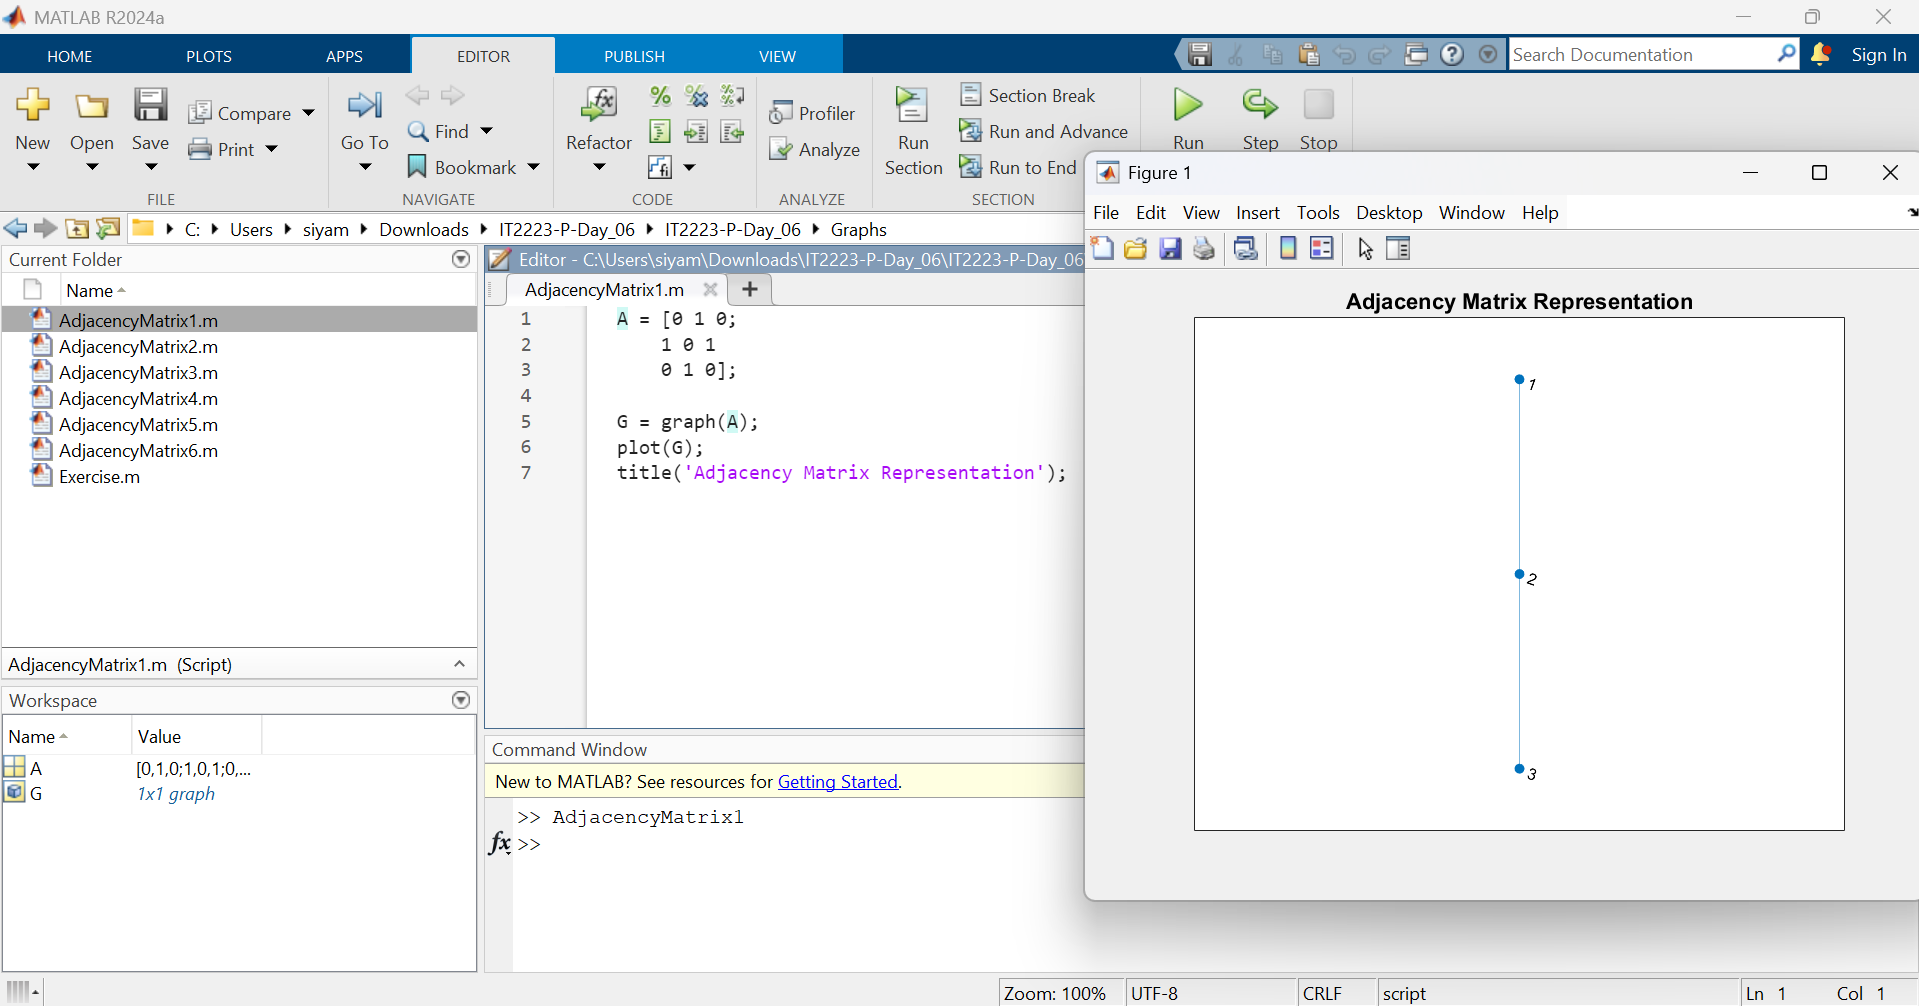 MATLAB R2024a
HOME PLOTS APPS EDITOR PUBLISH VIEW
Search Documentation
Sign In
New
Open
Save
Compare
Print
FILE
Go To
Find
Bookmark
NAVIGATE
Refactor
CODE
Profiler
Analyze
ANALYZE
Run Section
Section Break
Run and Advance
Run to End
SECTION
Run
Step
Stop
C: Users siyam Downloads IT2223-P-Day_06 IT2223-P-Day_06 Graphs
Current Folder
Name
AdjacencyMatrix1.m
AdjacencyMatrix2.m
AdjacencyMatrix3.m
AdjacencyMatrix4.m
AdjacencyMatrix5.m
AdjacencyMatrix6.m
Exercise.m
AdjacencyMatrix1.m (Script)
Workspace
Name Value
A [0,1,0;1,0,1;0,...
G 1x1 graph
Editor - C:\Users\siyam\Downloads\IT2223-P-Day_06\IT2223-P-Day_06
AdjacencyMatrix1.m
1 A = [0 1 0;
2 1 0 1
3 0 1 0];
4
5 G = graph(A);
6 plot(G);
7 title('Adjacency Matrix Representation');
Command Window
New to MATLAB? See resources for Getting Started.
>> AdjacencyMatrix1
fx >>
Figure 1
File Edit View Insert Tools Desktop Window Help
Adjacency Matrix Representation
1
2
3
Zoom: 100% UTF-8 CRLF script Ln 1 Col 1